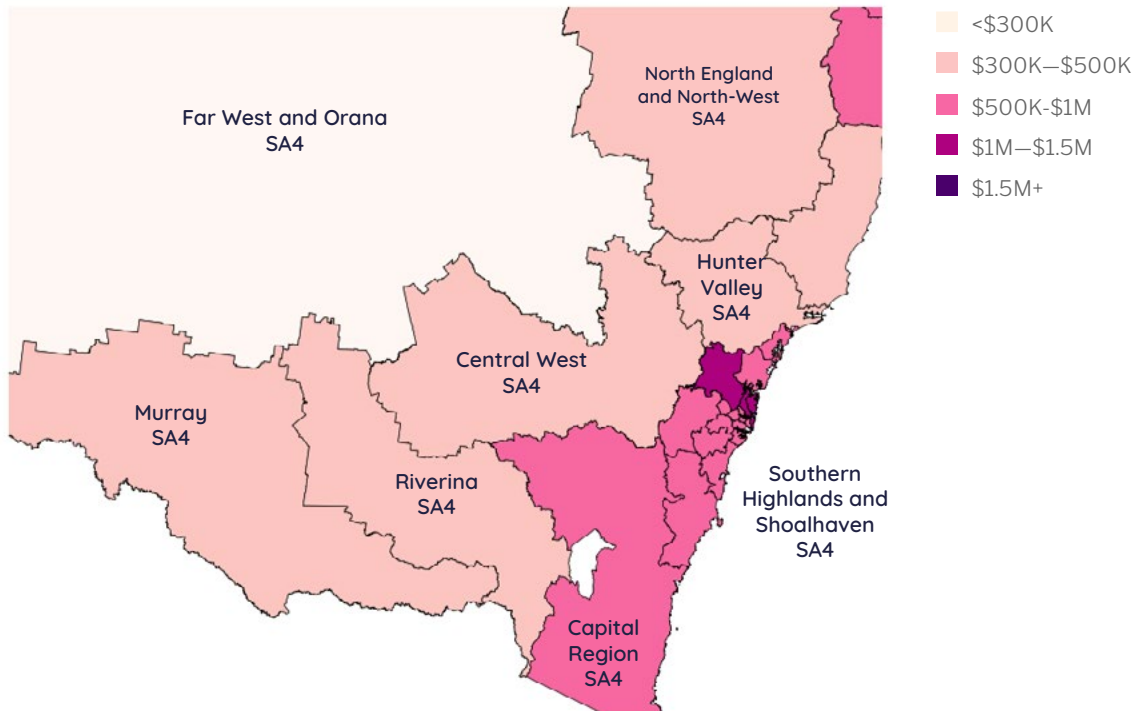 <$300K
$300K—$500K
$500K-$1M
$1M—$1.5M
$1.5M+
North England
and North-West
SA4
Far West and Orana
SA4
Hunter
Valley
SA4
Central West
SA4
Murray
SA4
Riverina
SA4
Southern
Highlands and
Shoalhaven
SA4
Capital
Region
SA4